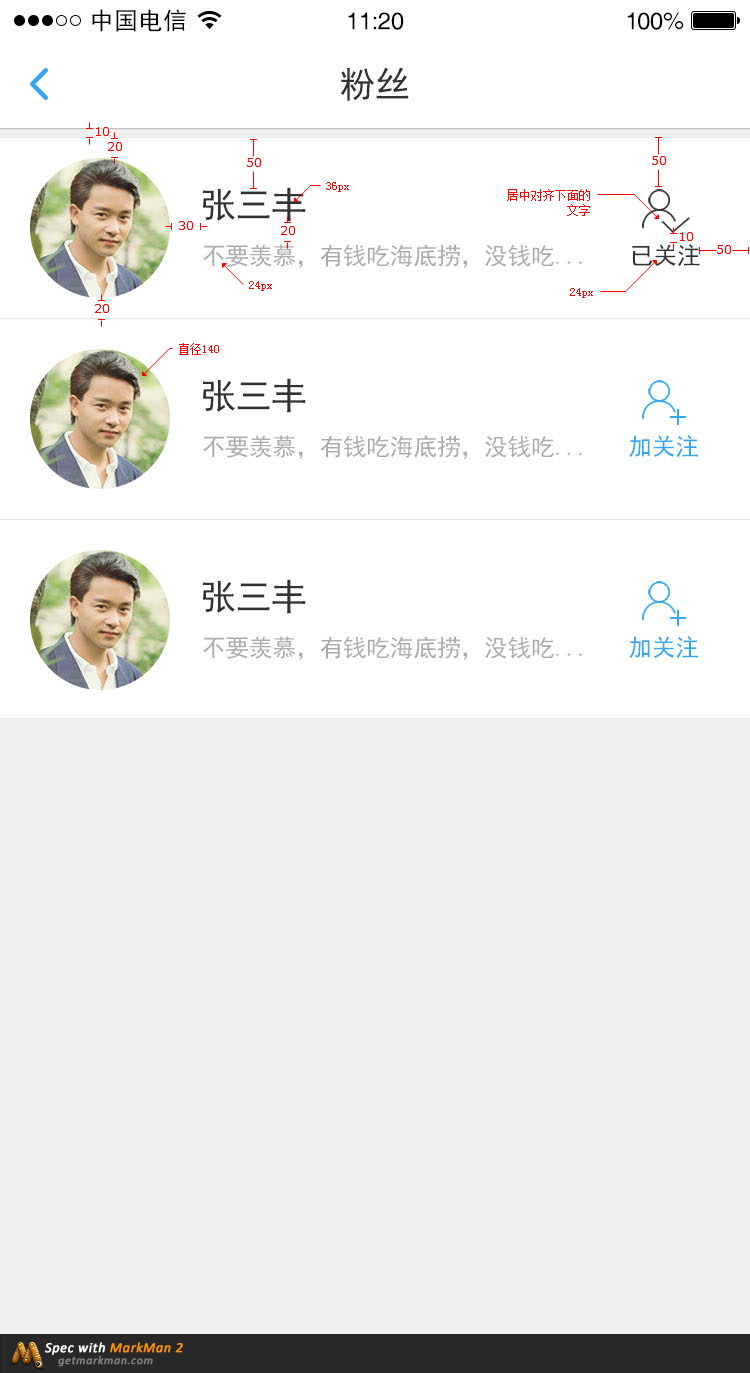 中国电信 11:20 100%
粉丝
10
20
50
50
36px
张三丰
居中对齐下面的
文字
30
20
10
不要羡慕，有钱吃海底捞，没钱吃...
已关注
50
24px
24px
20
直径140
张三丰
不要羡慕，有钱吃海底捞，没钱吃...
加关注
张三丰
不要羡慕，有钱吃海底捞，没钱吃...
加关注
Spec with MarkMan 2
getmarkman.com